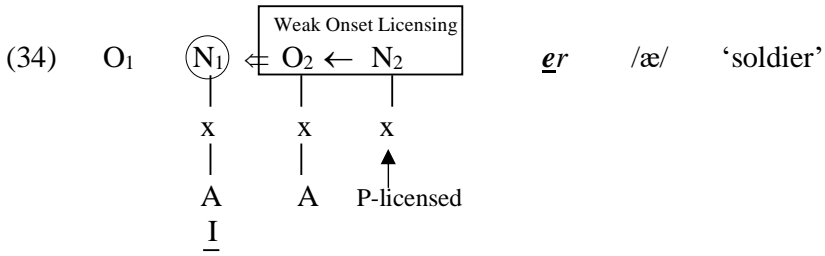 Weak Onset Licensing
(34) O₁ N₁ ⇐ O₂ ← N₂ er /æ/ ‘soldier’
x x x
A A P-licensed
I